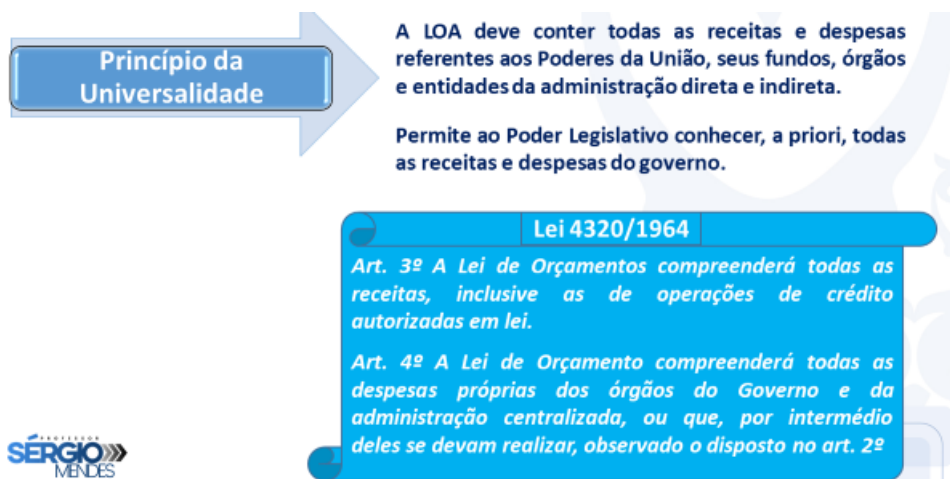 Princípio da
Universalidade
A LOA deve conter todas as receitas e despesas
referentes aos Poderes da União, seus fundos, órgãos
e entidades da administração direta e indireta.
Permite ao Poder Legislativo conhecer, a priori, todas
as receitas e despesas do governo.
Lei 4320/1964
Art. 3º A Lei de Orçamentos compreenderá todas as
receitas, inclusive as de operações de crédito
autorizadas em lei.
Art. 4º A Lei de Orçamento compreenderá todas as
despesas próprias dos órgãos do Governo e da
administração centralizada, ou que, por intermédio
deles se devam realizar, observado o disposto no art. 2º
PROFESSOR
SÉRGIO
MENDES